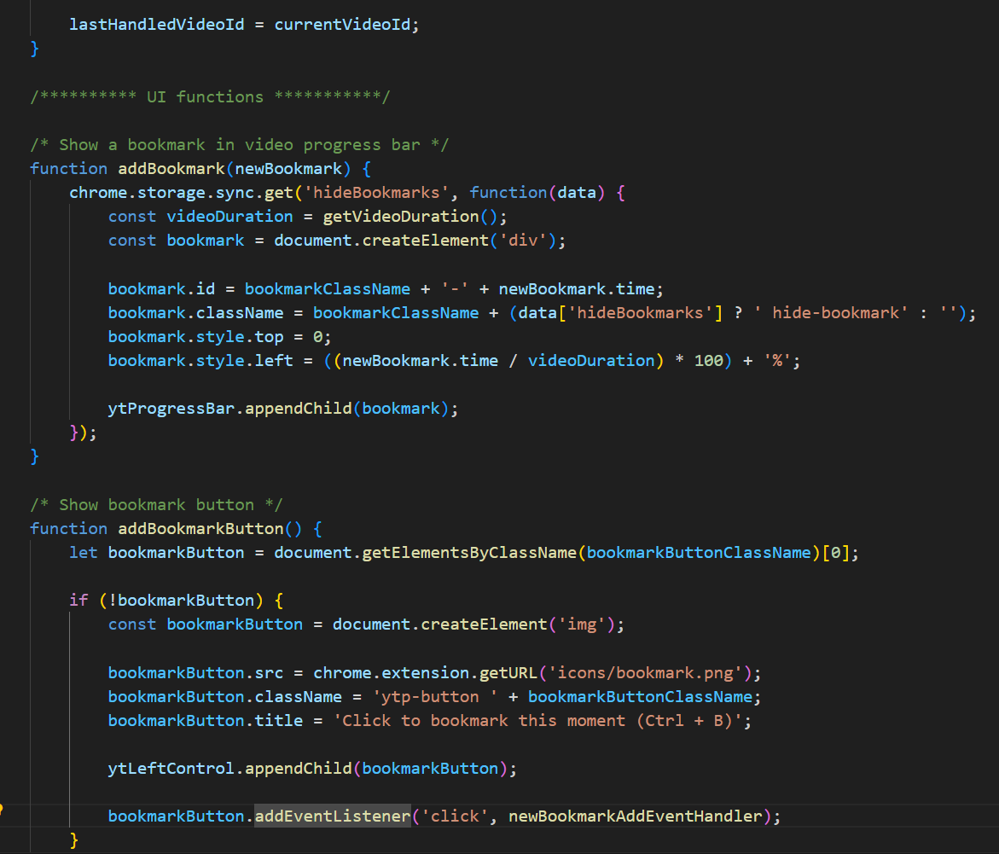 lastHandledVideoId = currentVideoId;
}
/********** UI functions ***********/
/* Show a bookmark in video progress bar */
function addBookmark(newBookmark) {
chrome.storage.sync.get('hideBookmarks', function(data) {
const videoDuration = getVideoDuration();
const bookmark = document.createElement('div');
bookmark.id = bookmarkClassName + '-' + newBookmark.time;
bookmark.className = bookmarkClassName + (data['hideBookmarks'] ? ' hide-bookmark' : '');
bookmark.style.top = 0;
bookmark.style.left = ((newBookmark.time / videoDuration) * 100) + '%';
ytProgressBar.appendChild(bookmark);
});
}
/* Show bookmark button */
function addBookmarkButton() {
let bookmarkButton = document.getElementsByClassName(bookmarkButtonClassName)[0];
if (!bookmarkButton) {
const bookmarkButton = document.createElement('img');
bookmarkButton.src = chrome.extension.getURL('icons/bookmark.png');
bookmarkButton.className = 'ytp-button ' + bookmarkButtonClassName;
bookmarkButton.title = 'Click to bookmark this moment (Ctrl + B)';
ytLeftControl.appendChild(bookmarkButton);
bookmarkButton.addEventListener('click', newBookmarkAddEventHandler);
}